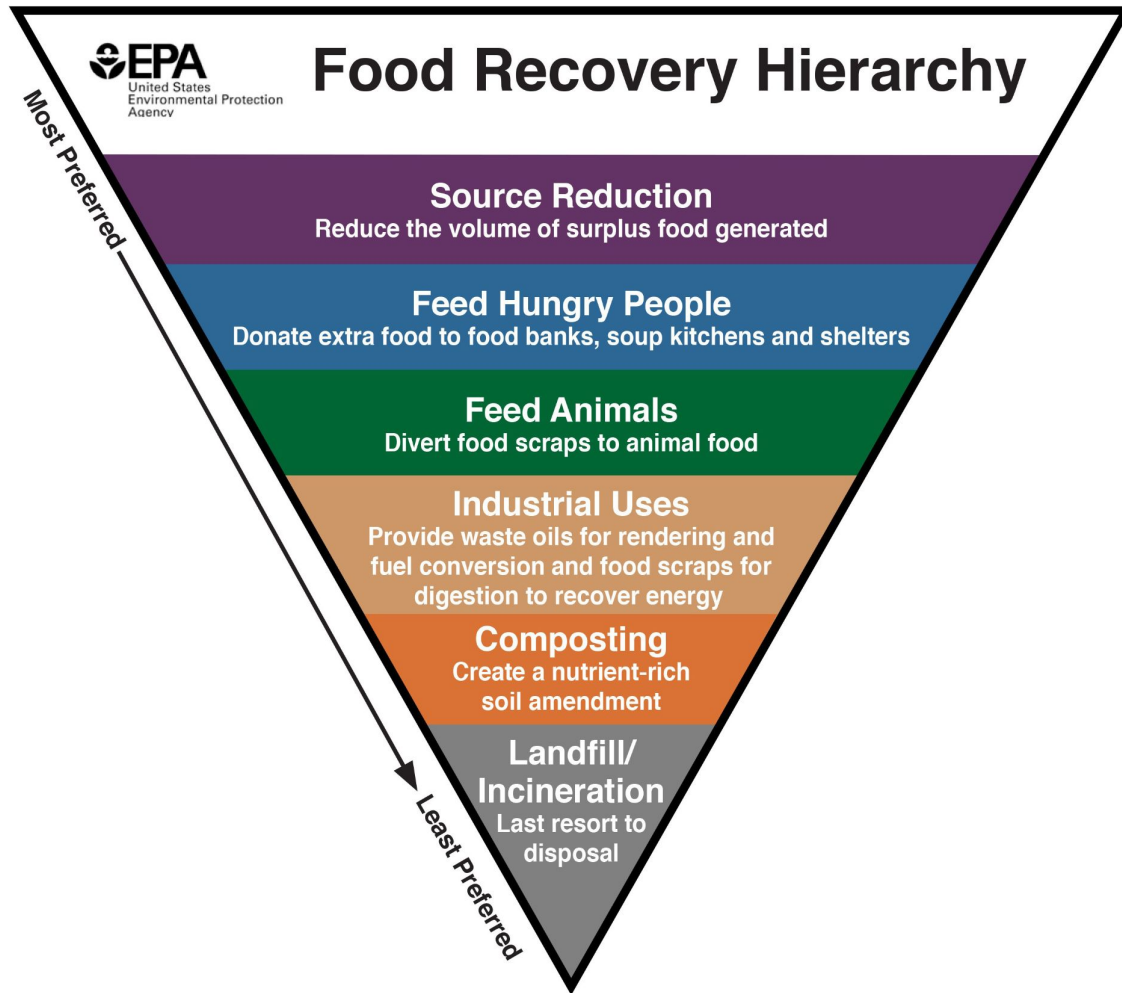 EPA
United States
Environmental Protection
Agency
Food Recovery Hierarchy
Most Preferred
Source Reduction
Reduce the volume of surplus food generated
Feed Hungry People
Donate extra food to food banks, soup kitchens and shelters
Feed Animals
Divert food scraps to animal food
Industrial Uses
Provide waste oils for rendering and
fuel conversion and food scraps for
digestion to recover energy
Composting
Create a nutrient-rich
soil amendment
Landfill/
Incineration
Last resort to
disposal
Least Preferred